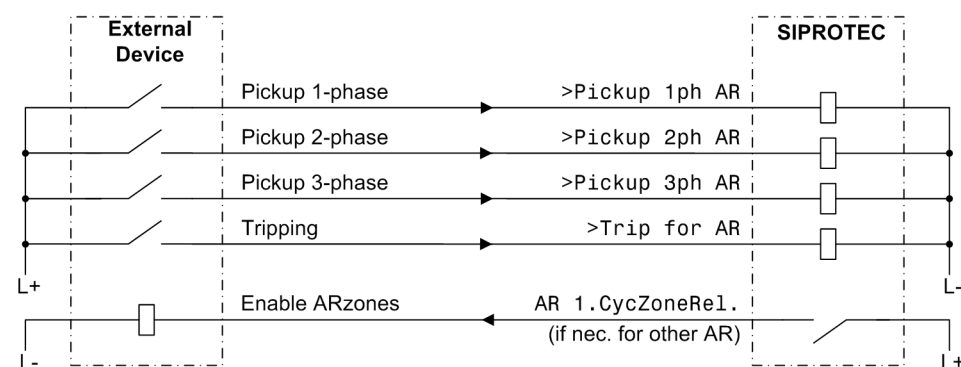 External
Device
SIPROTEC
Pickup 1-phase
>Pickup 1ph AR
Pickup 2-phase
>Pickup 2ph AR
Pickup 3-phase
>Pickup 3ph AR
Tripping
>Trip for AR
L+
L-
Enable ARzones
AR 1.CycZoneRel.
(if nec. for other AR)
L-
L+